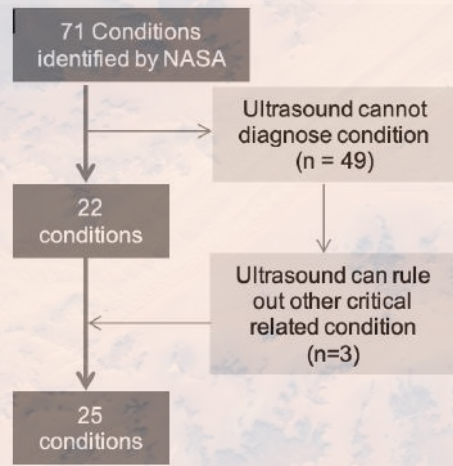 71 Conditions
identified by NASA
Ultrasound cannot
diagnose condition
(n = 49)
22
conditions
Ultrasound can rule
out other critical
related condition
(n=3)
25
conditions